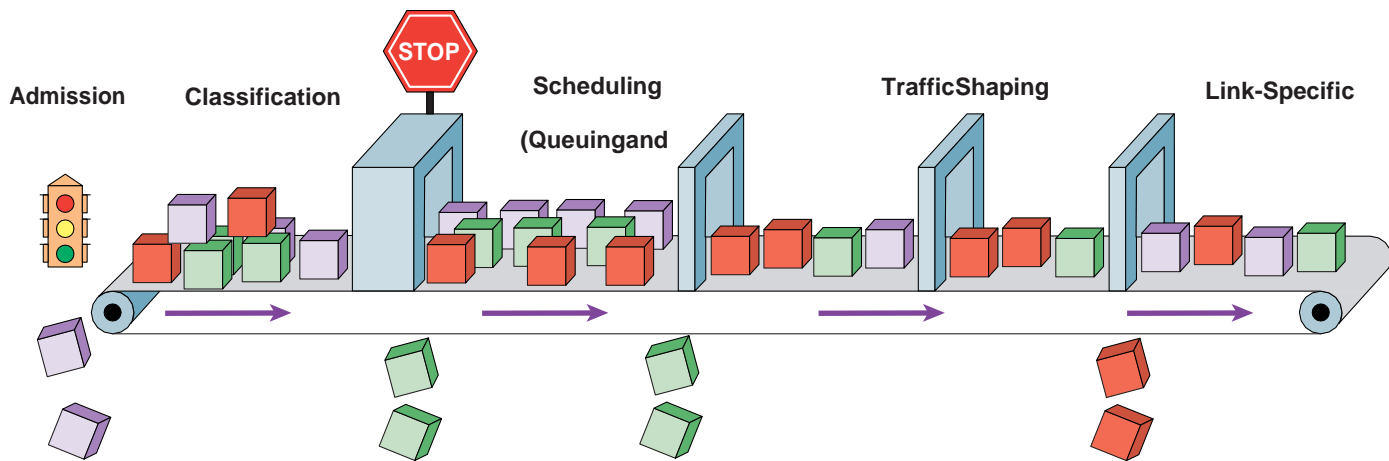 STOP
Admission
Classification
Scheduling
(Queuingand
TrafficShaping
Link-Specific